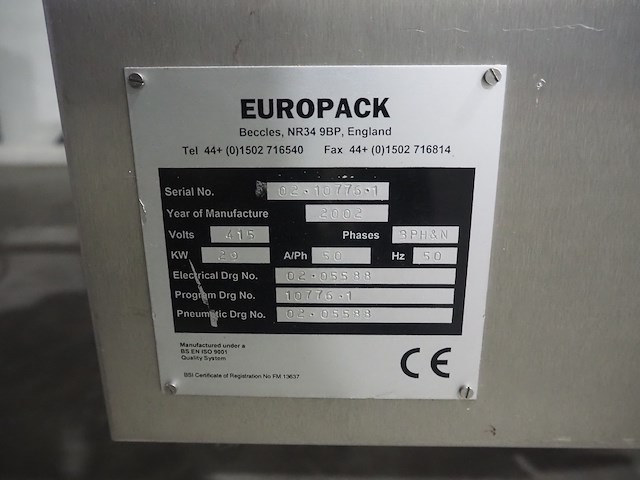 EUROPACK
Beccles, NR34 9BP, England
Tel 44+ (0)1502 716540 Fax 44+ (0)1502 716814
Serial No. 02-10776-1
Year of Manufacture 2002
Volts 415 Phases 3PH&N
KW 29 A/Ph 50 Hz 50
Electrical Drg No. 02-05588
Program Drg No. 10776-1
Pneumatic Drg No. 02-05588
Manufactured under a
BS EN ISO 9001
Quality System
CE
BSI Certificate of Registration No FM 13637